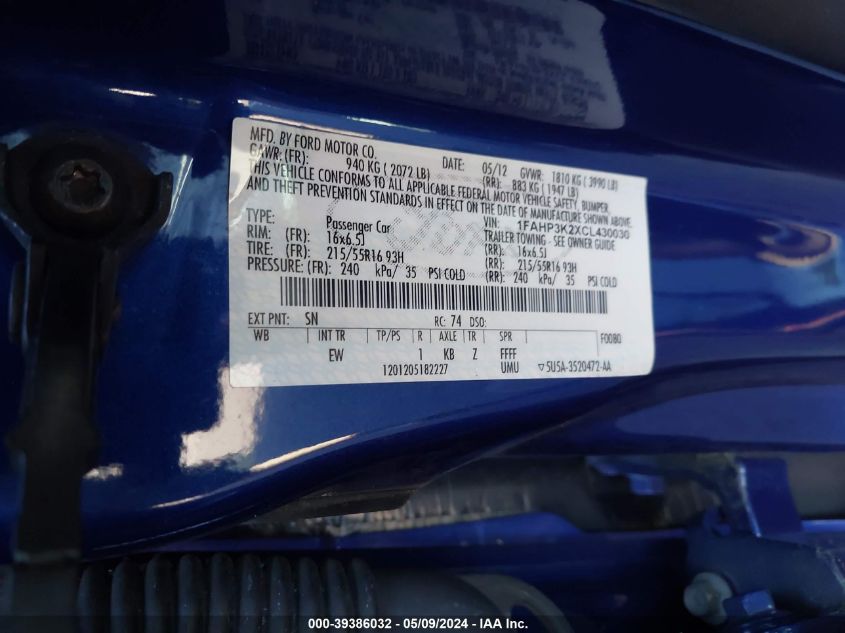 MFD. BY FORD MOTOR CO.
DATE: 05/12 GVWR: 1810 KG ( 3990 LB)
GAWR:(FR): 940 KG ( 2072 LB) (RR): 883 KG ( 1947 LB)
THIS VEHICLE CONFORMS TO ALL APPLICABLE FEDERAL MOTOR VEHICLE SAFETY, BUMPER,
AND THEFT PREVENTION STANDARDS IN EFFECT ON THE DATE OF MANUFACTURE SHOWN ABOVE.
VIN: 1FAHP3K2XCL430030
TYPE: Passenger Car TRAILER TOWING - SEE OWNER GUIDE
RIM: (FR): 16x6.5J (RR): 16x6.5J
TIRE: (FR): 215/55R16 93H (RR): 215/55R16 93H
PRESSURE: (FR): 240 kPa/ 35 PSI COLD (RR): 240 kPa/ 35 PSI COLD
EXT PNT: SN RC: 74 DSO:
WB INT TR TP/PS R AXLE TR SPR F0080
EW 1 KB Z FFFF
1201205182227 UMU ▽5U5A-3520472-AA
000-39386032 - 05/09/2024 - IAA Inc.